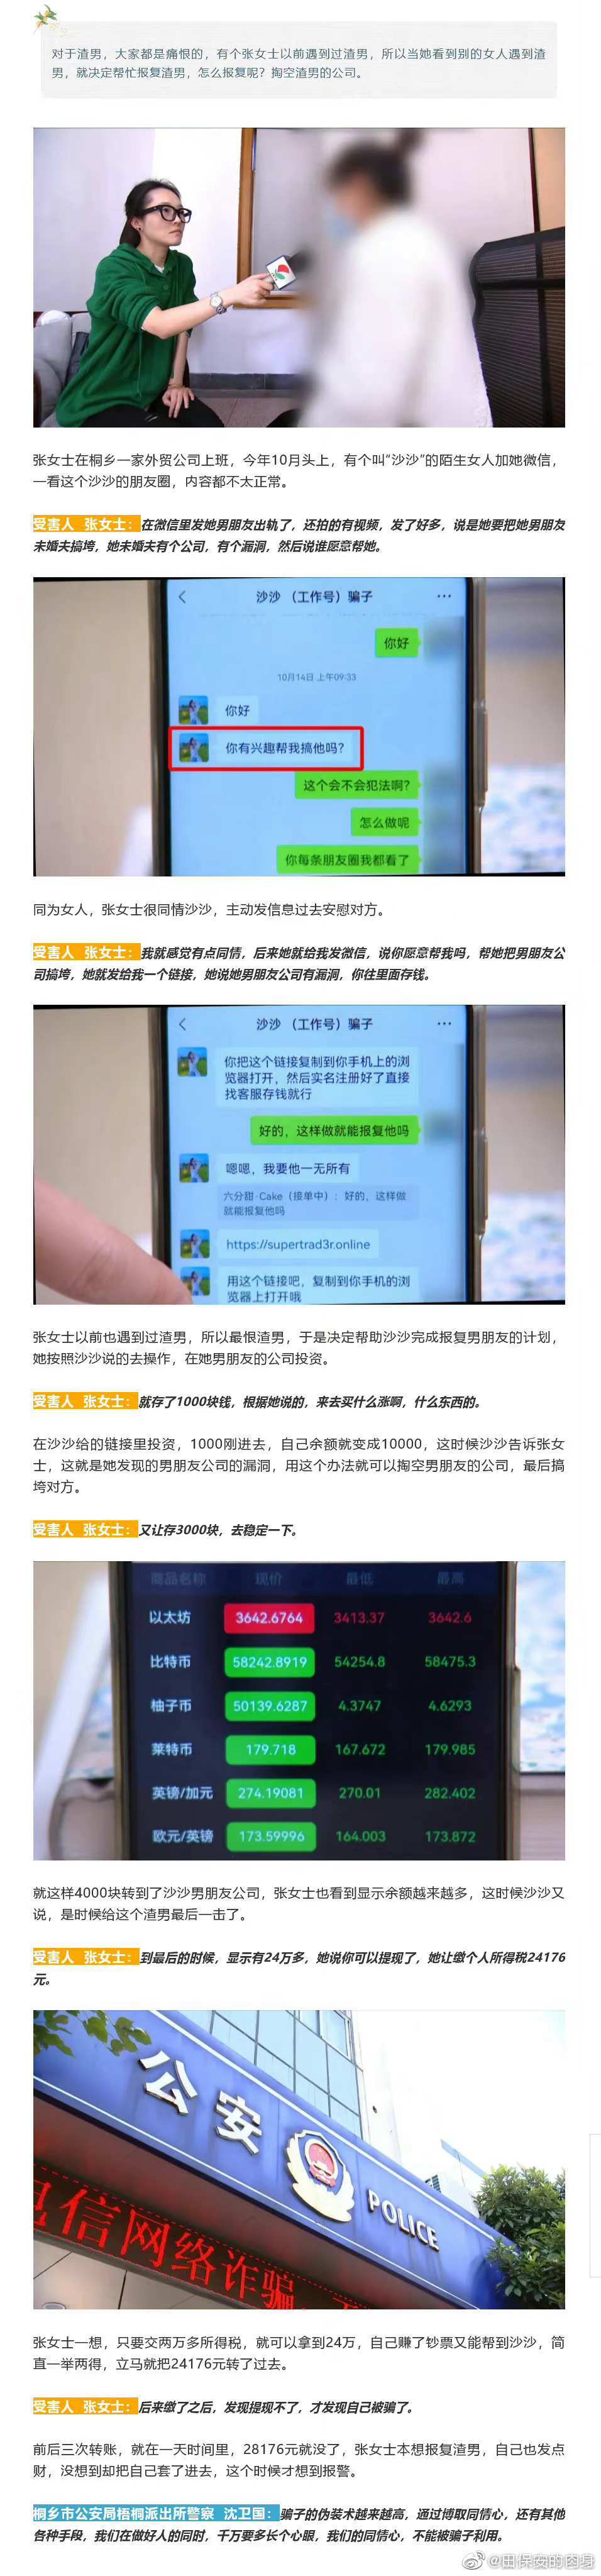 对于渣男，大家都是痛恨的，有个张女士以前遇到过渣男，所以当她看到别的女人遇到渣
男，就决定帮忙报复渣男，怎么报复呢？掏空渣男的公司。
张女士在桐乡一家外贸公司上班，今年10月头上，有个叫“沙沙”的陌生女人加她微信，
一看这个沙沙的朋友圈，内容都不太正常。
受害人 张女士：在微信里发她男朋友出轨了，还拍的有视频，发了好多，说是她要把她男朋友
未婚夫搞垮，她未婚夫有个公司，有个漏洞，然后说谁愿意帮她。
沙沙 （工作号）骗子
你好
10月14日 上午09:33
你好
你有兴趣帮我搞他吗？
这个会不会犯法啊？
怎么做呢
你每条朋友圈我都看了
同为女人，张女士很同情沙沙，主动发信息过去安慰对方。
受害人 张女士：我就感觉有点同情，后来她就给我发微信，说你愿意帮我吗，帮她把男朋友公
司搞垮，她就发给我一个链接，她说她男朋友公司有漏洞，你往里面存钱。
沙沙 （工作号）骗子
你把这个链接复制到你手机上的浏
览器打开，然后实名注册好了直接
找客服存钱就行
好的，这样做就能报复他吗
嗯嗯，我要他一无所有
六分甜·Cake（接单中）：好的，这样做
就能报复他吗
https://supertrad3r.online
用这个链接吧，复制到你手机的浏
览器上打开哦
张女士以前也遇到过渣男，所以最恨渣男，于是决定帮助沙沙完成报复男朋友的计划，
她按照沙沙说的去操作，在她男朋友的公司投资。
受害人 张女士：就存了1000块钱，根据她说的，来去买什么涨啊，什么东西的。
在沙沙给的链接里投资，1000刚进去，自己余额就变成10000，这时候沙沙告诉张女
士，这就是她发现的男朋友公司的漏洞，用这个办法就可以掏空男朋友的公司，最后搞
垮对方。
受害人 张女士：又让存3000块，去稳定一下。
商品名称 现价 最低 最高
以太坊 3642.6764 3413.37 3642.6
比特币 58242.8919 54254.8 58475.3
柚子币 50139.6287 4.3747 4.6293
莱特币 179.718 167.672 179.985
英镑/加元 274.19081 270.01 282.402
欧元/英镑 173.59996 164.003 173.872
就这样4000块转到了沙沙男朋友公司，张女士也看到显示余额越来越多，这时候沙沙又
说，是时候给这个渣男最后一击了。
受害人 张女士：到最后的时候，显示有24万多，她说你可以提现了，她让缴个人所得税24176
元。
公安 POLICE
电信网络诈骗
张女士一想，只要交两万多所得税，就可以拿到24万，自己赚了钞票又能帮到沙沙，简
直一举两得，立马就把24176元转了过去。
受害人 张女士：后来缴了之后，发现提现不了，才发现自己被骗了。
前后三次转账，就在一天时间里，28176元就没了，张女士本想报复渣男，自己也发点
财，没想到却把自己套了进去，这个时候才想到报警。
桐乡市公安局梧桐派出所警察 沈卫国：骗子的伪装术越来越高，通过博取同情心，还有其他
各种手段，我们在做好人的同时，千万要多长个心眼，我们的同情心，不能被骗子利用。
@田保安的肉身